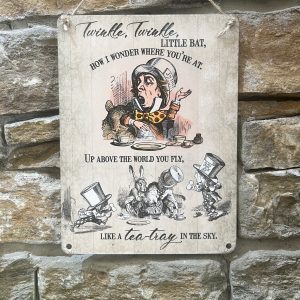 Twinkle, Twinkle,
LITTLE BAT,
HOW I WONDER WHERE YOU'RE AT.
UP ABOVE THE WORLD YOU FLY,
LIKE A tea-tray IN THE SKY.